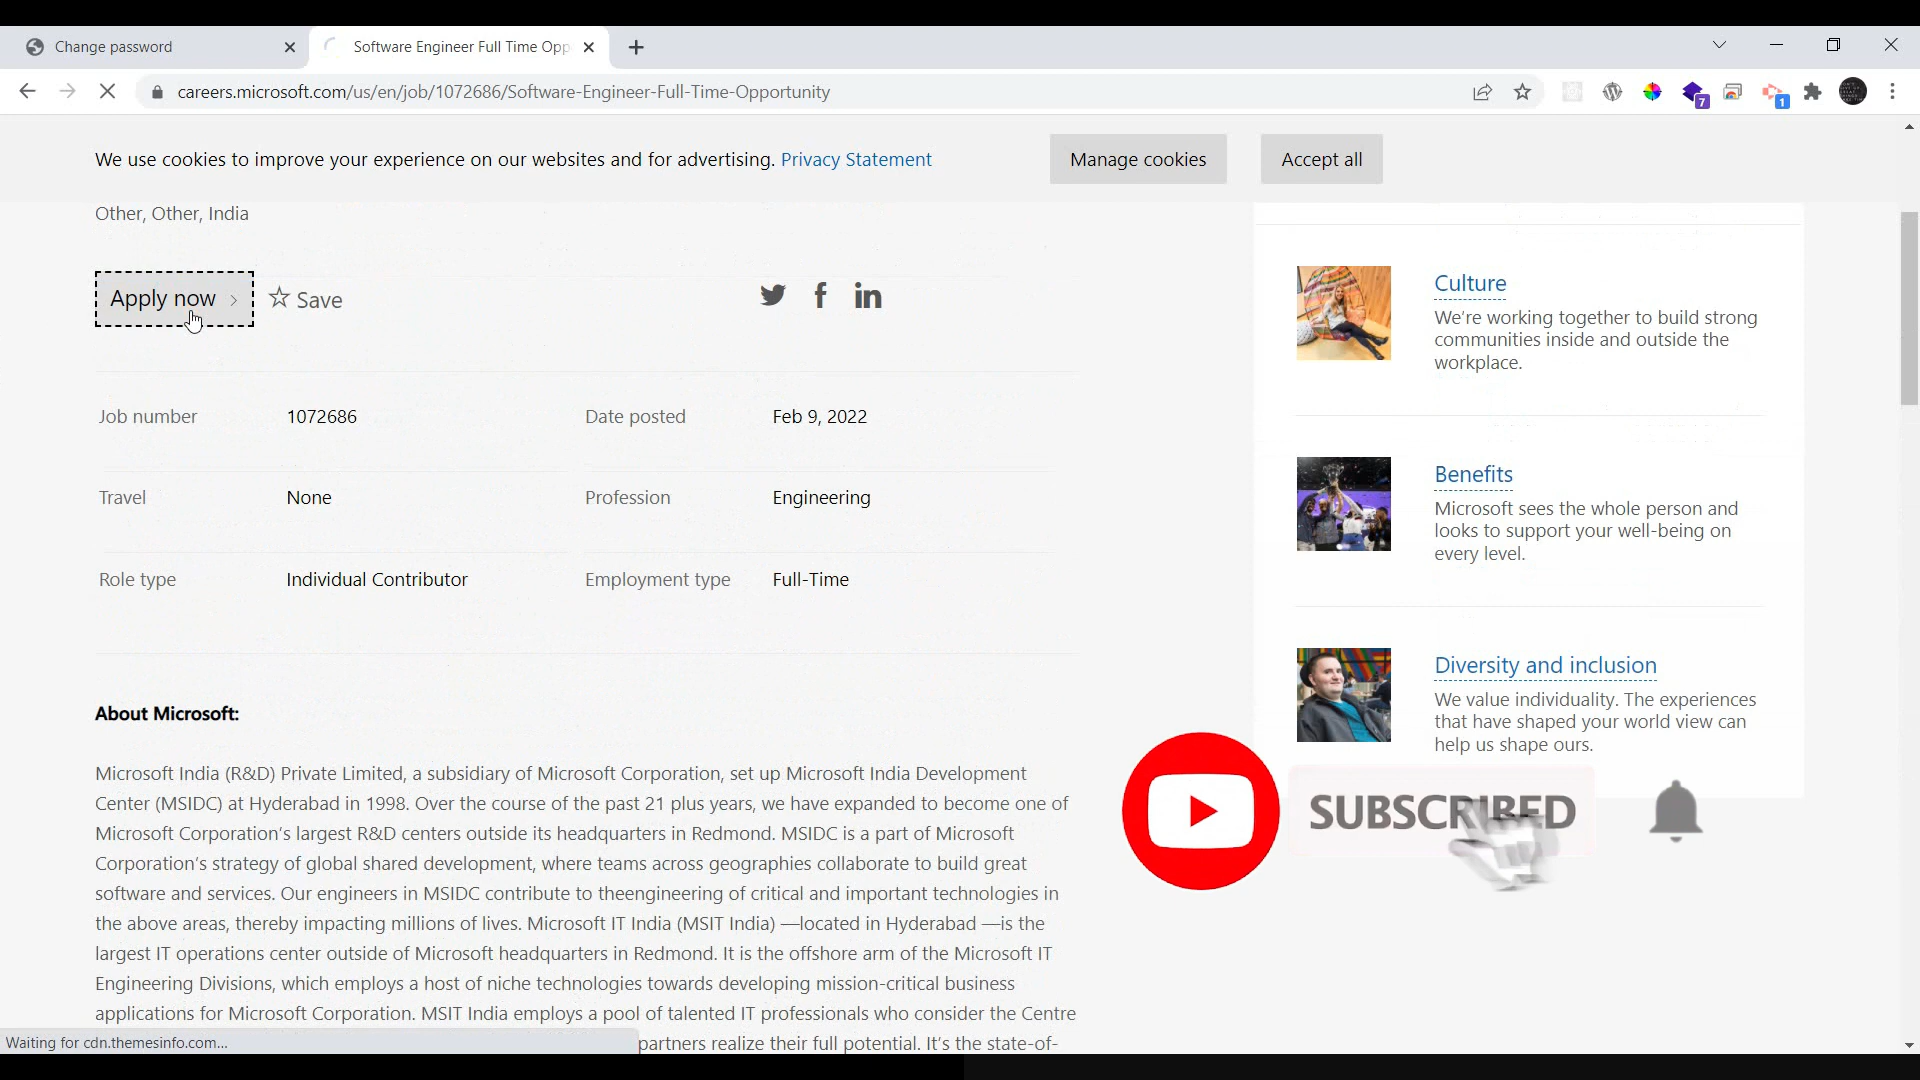 Change password
Software Engineer Full Time Opp
careers.microsoft.com/us/en/job/1072686/Software-Engineer-Full-Time-Opportunity
7
1
We use cookies to improve your experience on our websites and for advertising. Privacy Statement
Manage cookies
Accept all
Other, Other, India
Apply now
Save
Job number 1072686 Date posted Feb 9, 2022
Travel None Profession Engineering
Role type Individual Contributor Employment type Full-Time
About Microsoft:
Microsoft India (R&D) Private Limited, a subsidiary of Microsoft Corporation, set up Microsoft India Development
Center (MSIDC) at Hyderabad in 1998. Over the course of the past 21 plus years, we have expanded to become one of
Microsoft Corporation's largest R&D centers outside its headquarters in Redmond. MSIDC is a part of Microsoft
Corporation's strategy of global shared development, where teams across geographies collaborate to build great
software and services. Our engineers in MSIDC contribute to theengineering of critical and important technologies in
the above areas, thereby impacting millions of lives. Microsoft IT India (MSIT India) —located in Hyderabad —is the
largest IT operations center outside of Microsoft headquarters in Redmond. It is the offshore arm of the Microsoft IT
Engineering Divisions, which employs a host of niche technologies towards developing mission-critical business
applications for Microsoft Corporation. MSIT India employs a pool of talented IT professionals who consider the Centre
partners realize their full potential. It's the state-of-
Culture
We're working together to build strong
communities inside and outside the
workplace.
Benefits
Microsoft sees the whole person and
looks to support your well-being on
every level.
Diversity and inclusion
We value individuality. The experiences
that have shaped your world view can
help us shape ours.
SUBSCRIBED
Waiting for cdn.themesinfo.com...